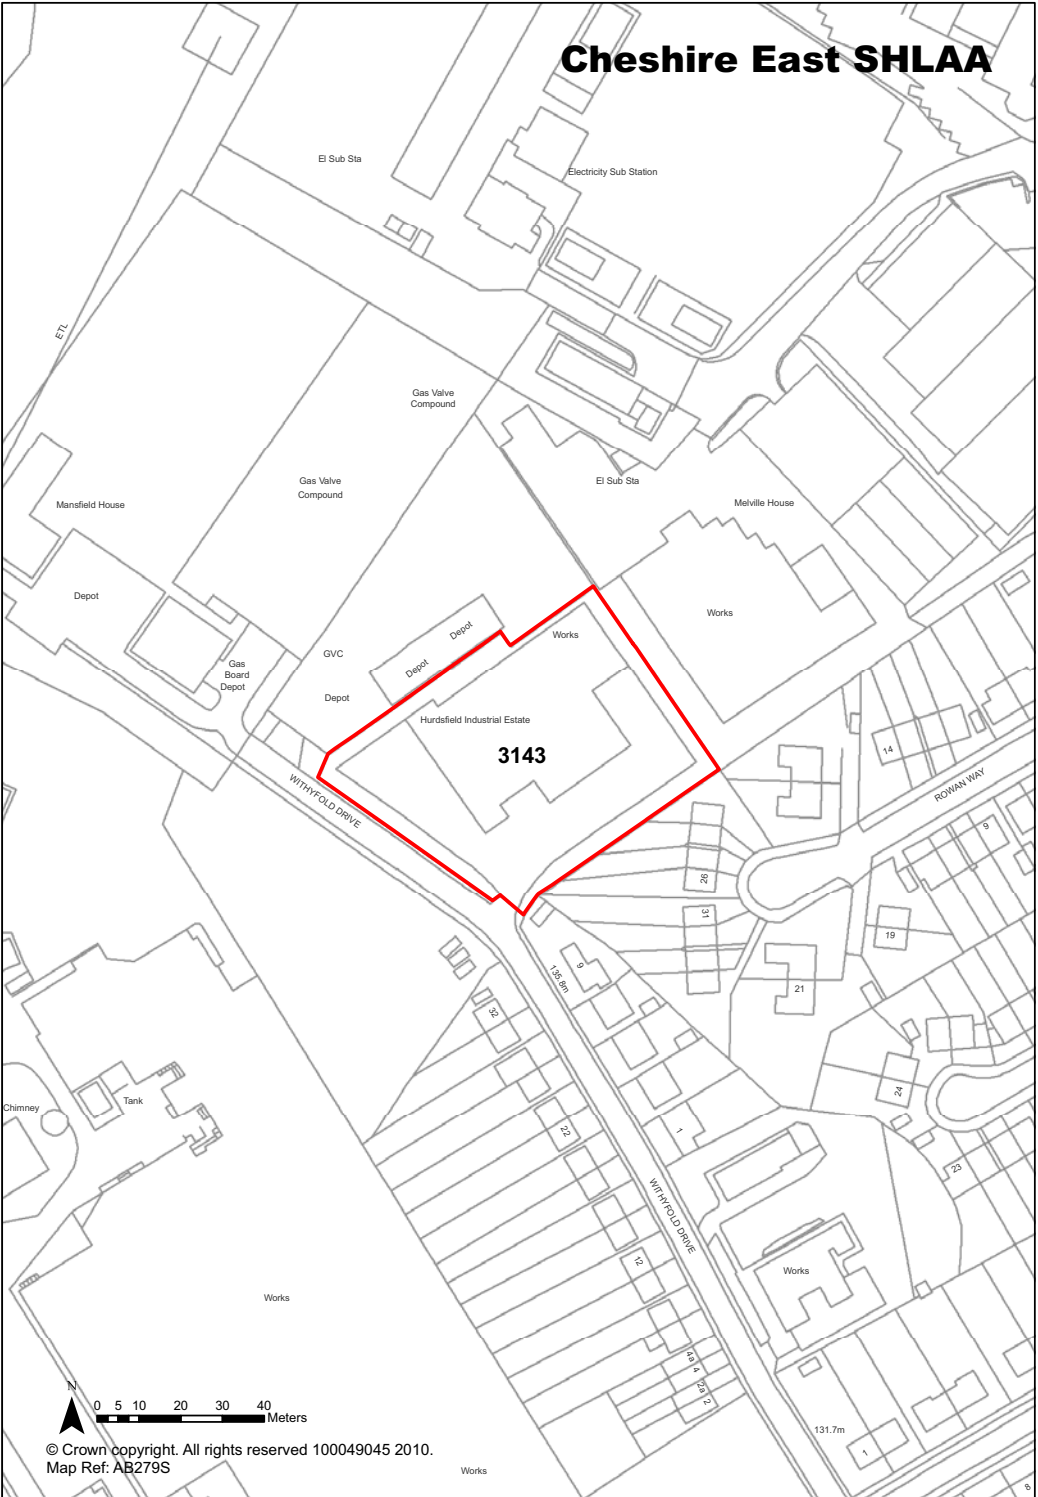 Cheshire East SHLAA
El Sub Sta
Electricity Sub Station
ETL
Gas Valve
Compound
Gas Valve
Compound
El Sub Sta
Mansfield House
Melville House
Depot
Works
Depot
Works
Depot
GVC
Gas
Board
Depot
Depot
Hurdsfield Industrial Estate
3143
14
ROWAN WAY
WITHYFOLD DRIVE
9
26
31
19
9
135.8m
21
32
24
Chimney
Tank
22
1
23
WITHYFOLD DRIVE
12
Works
Works
4a
4
2a
2
N
0 5 10 20 30 40
Meters
131.7m
1
© Crown copyright. All rights reserved 100049045 2010.
Map Ref: AB279S
Works
8